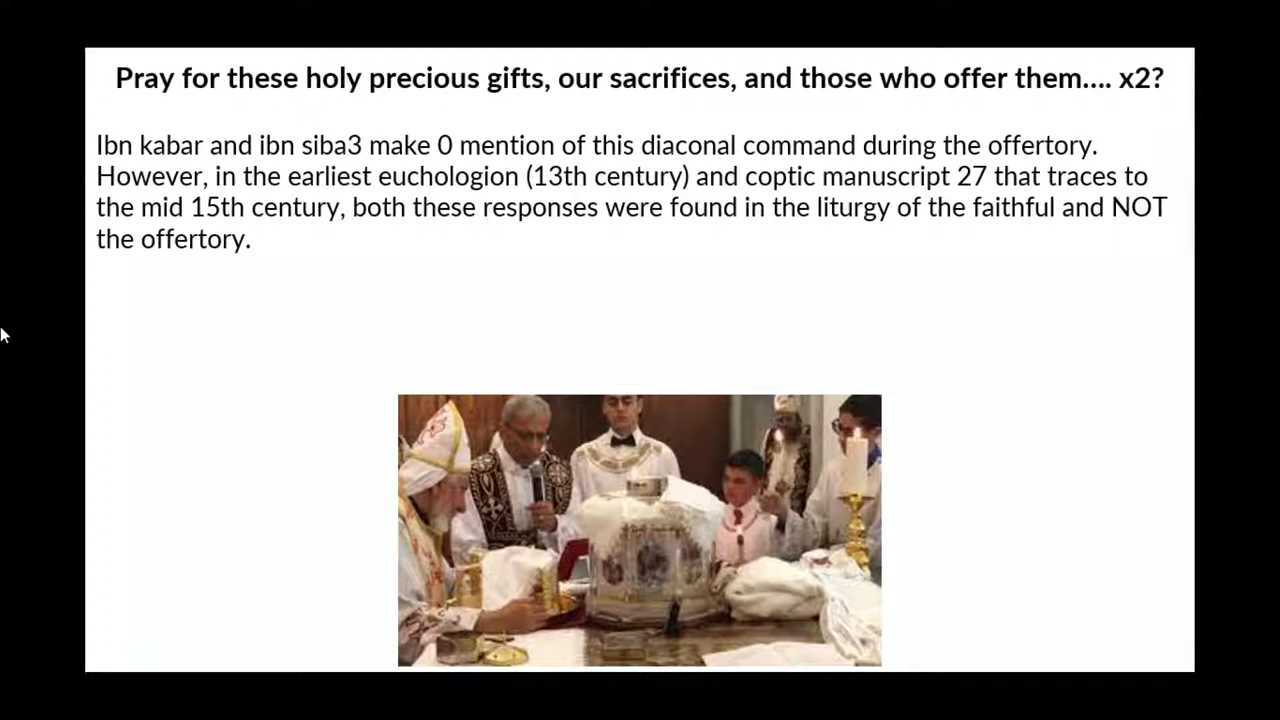 Pray for these holy precious gifts, our sacrifices, and those who offer them.... x2?
Ibn kabar and ibn siba3 make 0 mention of this diaconal command during the offertory.
However, in the earliest euchologion (13th century) and coptic manuscript 27 that traces to
the mid 15th century, both these responses were found in the liturgy of the faithful and NOT
the offertory.